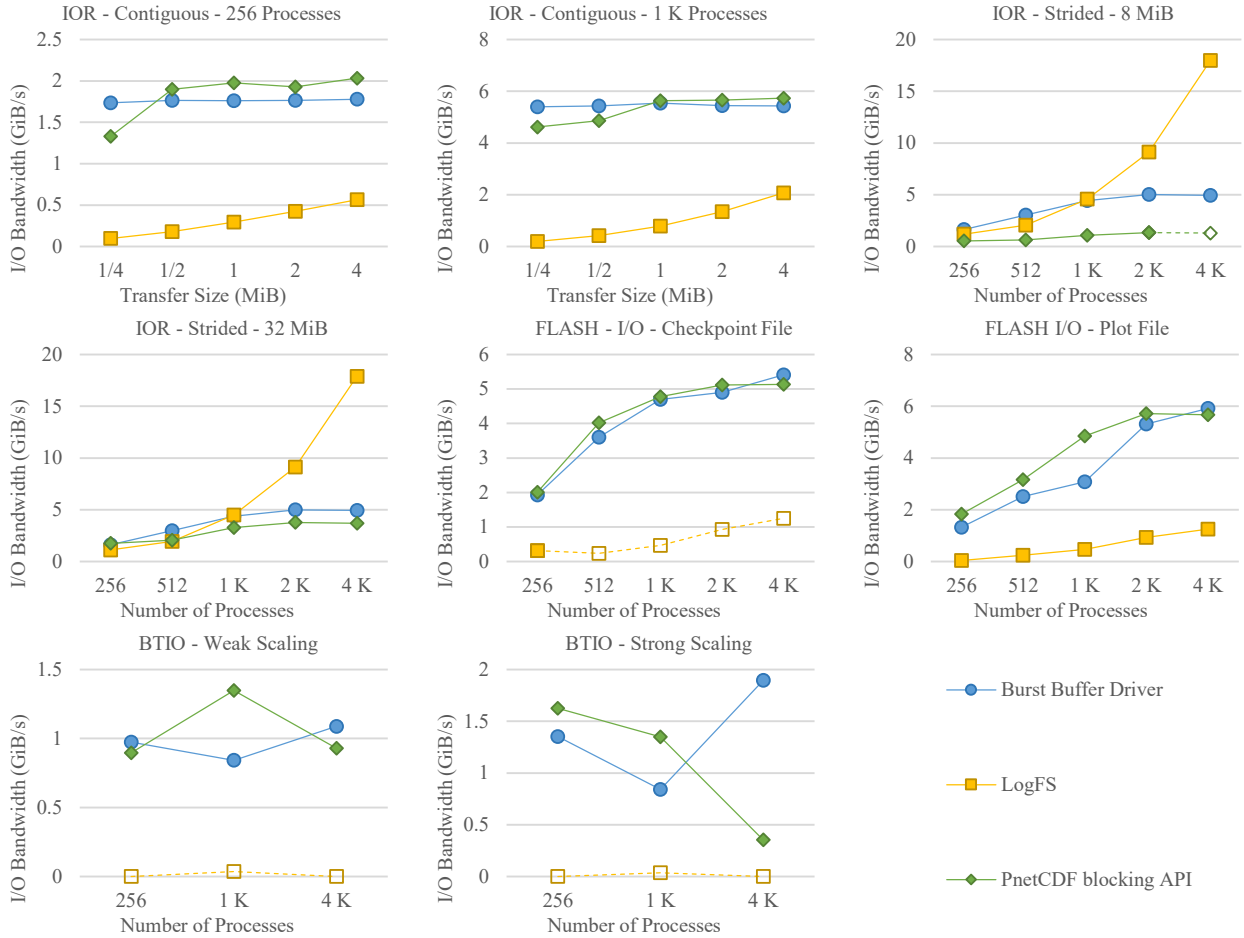 IOR - Contiguous - 256 Processes
I/O Bandwidth (GiB/s)
2.5
2
1.5
1
0.5
0
1/4 1/2 1 2 4
Transfer Size (MiB)
IOR - Contiguous - 1 K Processes
I/O Bandwidth (GiB/s)
8
6
4
2
0
1/4 1/2 1 2 4
Transfer Size (MiB)
IOR - Strided - 8 MiB
I/O Bandwidth (GiB/s)
20
15
10
5
0
256 512 1 K 2 K 4 K
Number of Processes
IOR - Strided - 32 MiB
I/O Bandwidth (GiB/s)
20
15
10
5
0
256 512 1 K 2 K 4 K
Number of Processes
FLASH - I/O - Checkpoint File
I/O Bandwidth (GiB/s)
6
5
4
3
2
1
0
256 512 1 K 2 K 4 K
Number of Processes
FLASH I/O - Plot File
I/O Bandwidth (GiB/s)
8
6
4
2
0
256 512 1 K 2 K 4 K
Number of Processes
BTIO - Weak Scaling
I/O Bandwidth (GiB/s)
1.5
1
0.5
0
256 1 K 4 K
Number of Processes
BTIO - Strong Scaling
I/O Bandwidth (GiB/s)
2
1.5
1
0.5
0
256 1 K 4 K
Number of Processes
Burst Buffer Driver
LogFS
PnetCDF blocking API